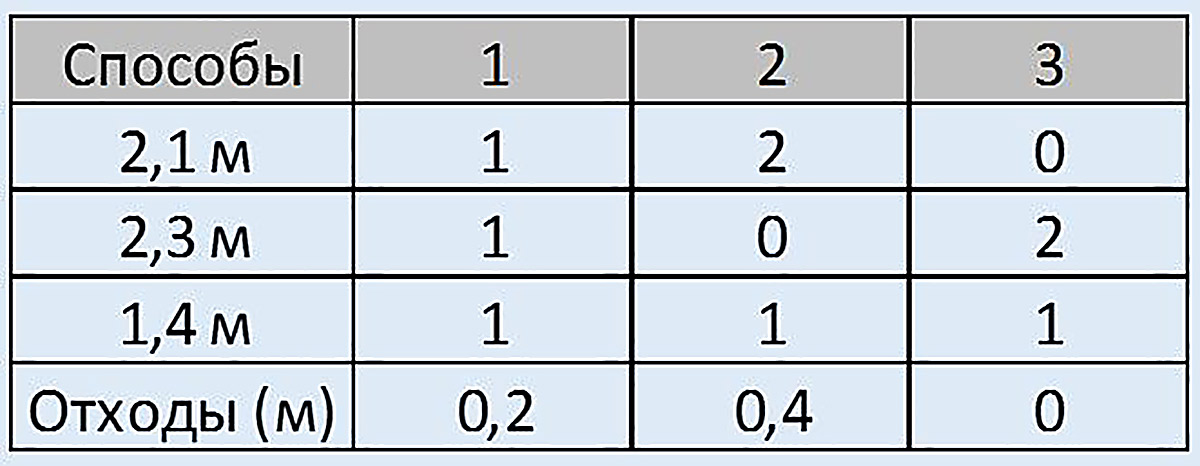 Способы 1 2 3
2,1 м 1 2 0
2,3 м 1 0 2
1,4 м 1 1 1
Отходы (м) 0,2 0,4 0